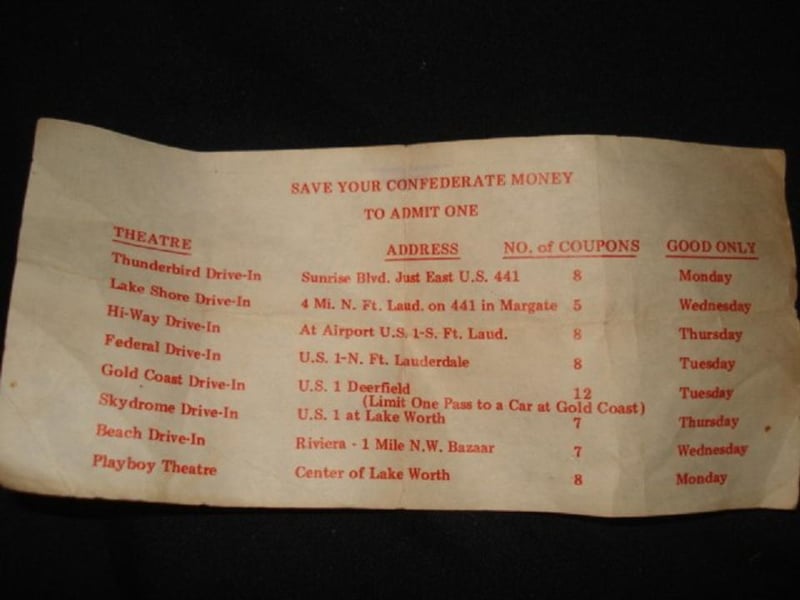 SAVE YOUR CONFEDERATE MONEY
TO ADMIT ONE
THEATRE ADDRESS NO. of COUPONS GOOD ONLY
Thunderbird Drive-In Sunrise Blvd. Just East U.S. 441 8 Monday
Lake Shore Drive-In 4 Mi. N. Ft. Laud. on 441 in Margate 5 Wednesday
Hi-Way Drive-In At Airport U.S. 1-S. Ft. Laud. 8 Thursday
Federal Drive-In U.S. 1-N. Ft. Lauderdale 8 Tuesday
Gold Coast Drive-In U.S. 1 Deerfield 12 Tuesday
(Limit One Pass to a Car at Gold Coast)
Skydrome Drive-In U.S. 1 at Lake Worth 7 Thursday
Beach Drive-In Riviera - 1 Mile N.W. Bazaar 7 Wednesday
Playboy Theatre Center of Lake Worth 8 Monday